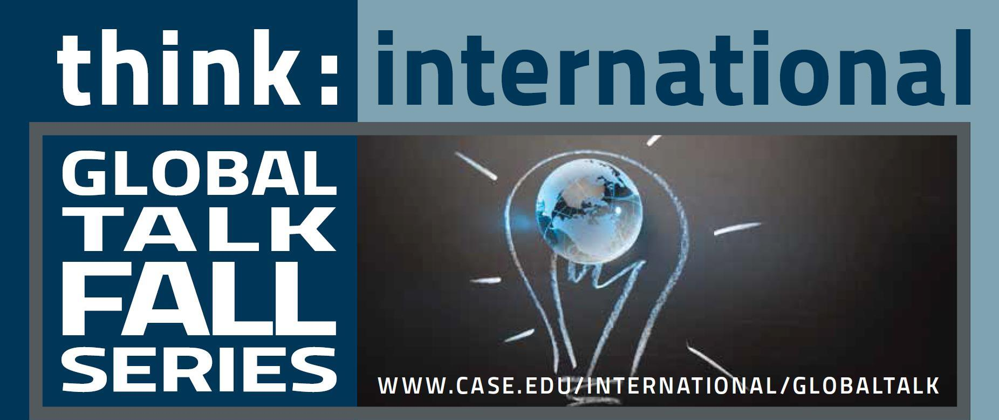 think: international
GLOBAL
TALK
FALL
SERIES
WWW.CASE.EDU/INTERNATIONAL/GLOBALTALK